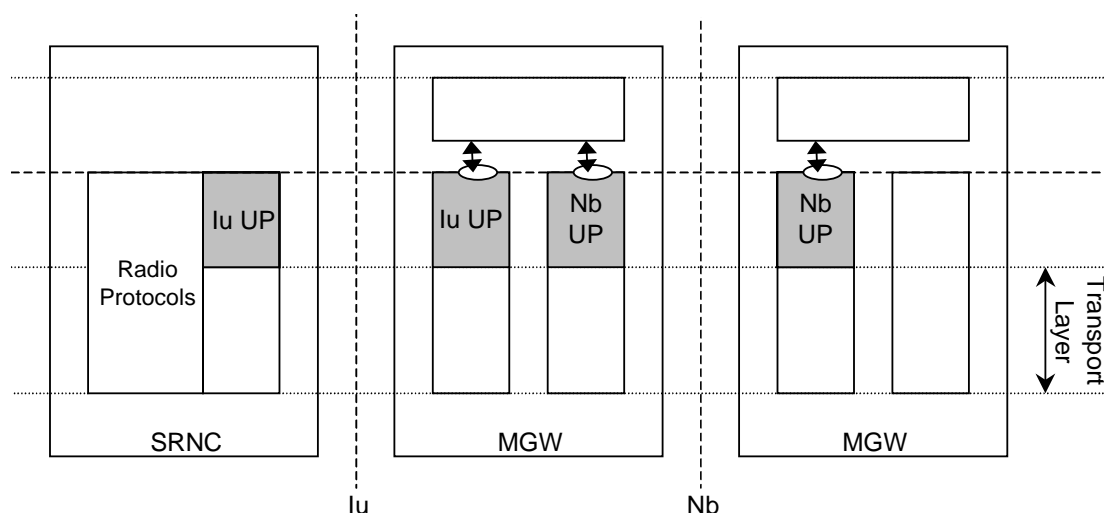 Iu UP
Radio
Protocols
SRNC
Iu UP
Nb
UP
MGW
Nb
UP
MGW
Transport
Layer
Iu
Nb